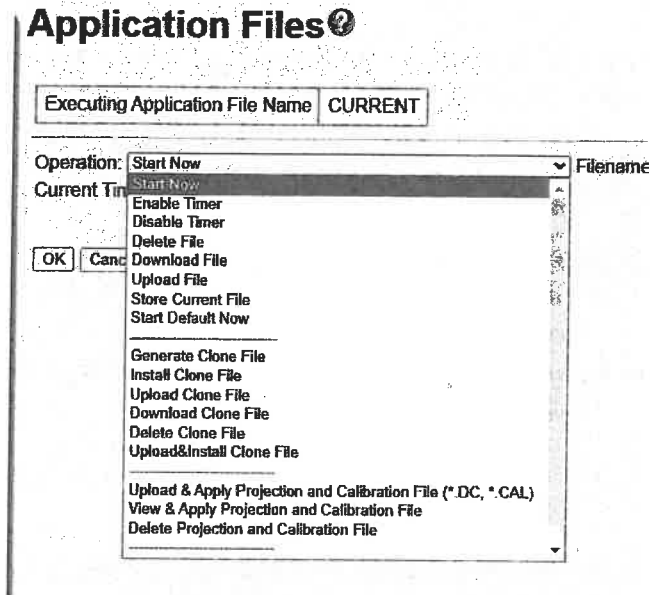 Application Files?
Executing Application File Name CURRENT
Operation: Start Now Filename
Current Tim
Start Now
Enable Timer
Disable Timer
Delete File
OK Canc
Download File
Upload File
Store Current File
Start Default Now
Generate Clone File
Install Clone File
Upload Clone File
Download Clone File
Delete Clone File
Upload&Install Clone File
Upload & Apply Projection and Calibration File (*.DC, *.CAL)
View & Apply Projection and Calibration File
Delete Projection and Calibration File